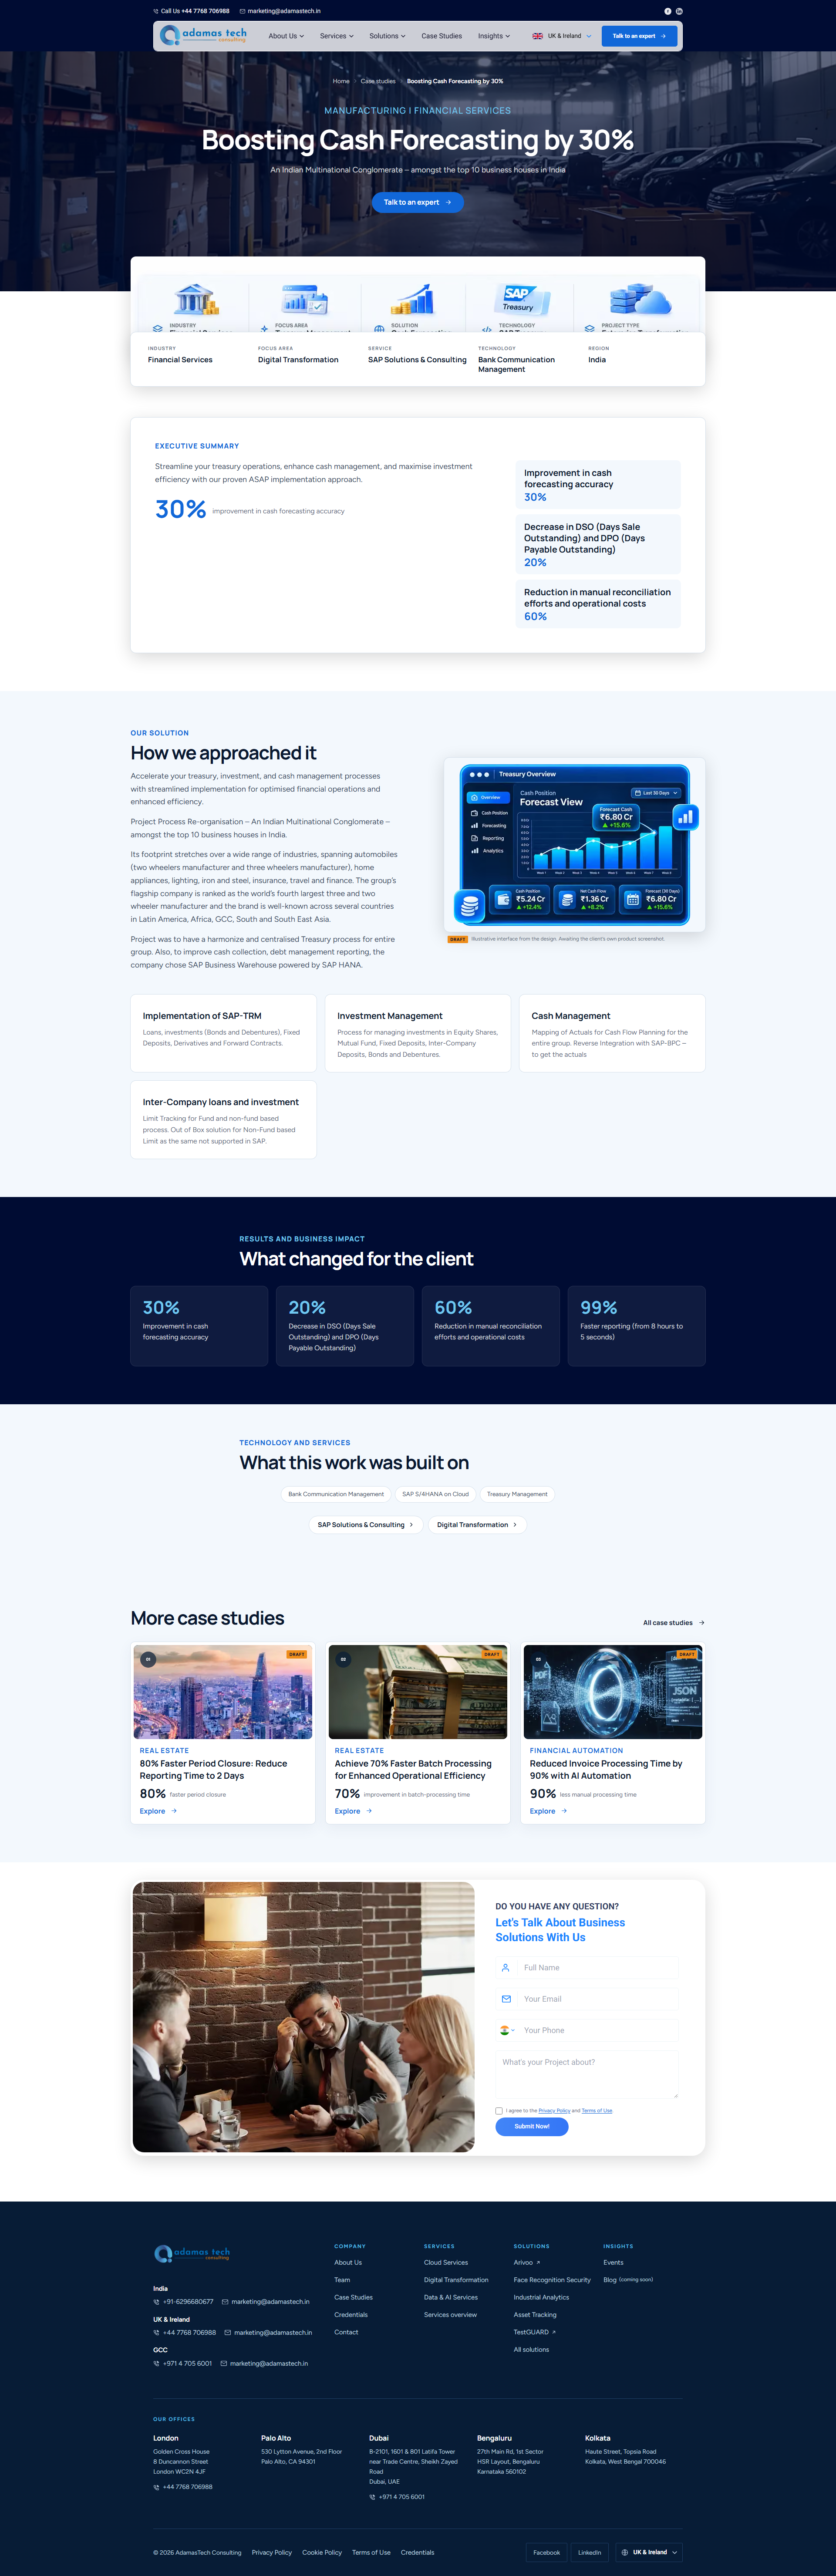 Call Us +44 7768 706988
marketing@adamastech.in
adamas tech
consulting
About Us
Services
Solutions
Case Studies
Insights
UK & Ireland
Talk to an expert
Home
Case studies
Boosting Cash Forecasting by 30%
MANUFACTURING | FINANCIAL SERVICES
Boosting Cash Forecasting by 30%
An Indian Multinational Conglomerate – amongst the top 10 business houses in India
Talk to an expert
SAP
Treasury
INDUSTRY
FOCUS AREA
SOLUTION
TECHNOLOGY
PROJECT TYPE
INDUSTRY
Financial Services
FOCUS AREA
Digital Transformation
SERVICE
SAP Solutions & Consulting
TECHNOLOGY
Bank Communication
Management
REGION
India
EXECUTIVE SUMMARY
Streamline your treasury operations, enhance cash management, and maximise investment
efficiency with our proven ASAP implementation approach.
30% improvement in cash forecasting accuracy
Improvement in cash
forecasting accuracy
30%
Decrease in DSO (Days Sale
Outstanding) and DPO (Days
Payable Outstanding)
20%
Reduction in manual reconciliation
efforts and operational costs
60%
OUR SOLUTION
How we approached it
Accelerate your treasury, investment, and cash management processes
with streamlined implementation for optimised financial operations and
enhanced efficiency.
Project Process Re-organisation – An Indian Multinational Conglomerate –
amongst the top 10 business houses in India.
Its footprint stretches over a wide range of industries, spanning automobiles
(two wheelers manufacturer and three wheelers manufacturer), home
appliances, lighting, iron and steel, insurance, travel and finance. The group's
flagship company is ranked as the world's fourth largest three and two
wheeler manufacturer and the brand is well-known across several countries
in Latin America, Africa, GCC, South and South East Asia.
Project was to have a harmonize and centralised Treasury process for entire
group. Also, to improve cash collection, debt management reporting, the
company chose SAP Business Warehouse powered by SAP HANA.
Treasury Overview
Overview
Cash Position
Forecasting
Reporting
Analytics
Cash Position
Forecast View
Last 30 Days
Forecast Cash
₹6.80 Cr
▲ +15.6%
Cash Position
₹5.24 Cr
▲ +12.4%
Net Cash Flow
₹1.36 Cr
▲ +8.2%
Forecast (30 Days)
₹6.80 Cr
▲ +15.6%
DRAFT
Illustrative interface from the design. Awaiting the client's own product screenshot.
Implementation of SAP-TRM
Loans, investments (Bonds and Debentures), Fixed
Deposits, Derivatives and Forward Contracts.
Investment Management
Process for managing investments in Equity Shares,
Mutual Fund, Fixed Deposits, Inter-Company
Deposits, Bonds and Debentures.
Cash Management
Mapping of Actuals for Cash Flow Planning for the
entire group. Reverse Integration with SAP-BPC –
to get the actuals
Inter-Company loans and investment
Limit Tracking for Fund and non-fund based
process. Out of Box solution for Non-Fund based
Limit as the same not supported in SAP.
RESULTS AND BUSINESS IMPACT
What changed for the client
30%
Improvement in cash
forecasting accuracy
20%
Decrease in DSO (Days Sale
Outstanding) and DPO (Days
Payable Outstanding)
60%
Reduction in manual reconciliation
efforts and operational costs
99%
Faster reporting (from 8 hours to
5 seconds)
TECHNOLOGY AND SERVICES
What this work was built on
Bank Communication Management
SAP S/4HANA on Cloud
Treasury Management
SAP Solutions & Consulting
Digital Transformation
More case studies
All case studies
01
DRAFT
REAL ESTATE
80% Faster Period Closure: Reduce
Reporting Time to 2 Days
80% faster period closure
Explore
02
DRAFT
REAL ESTATE
Achieve 70% Faster Batch Processing
for Enhanced Operational Efficiency
70% improvement in batch-processing time
Explore
03
DRAFT
PDF
JSON
FINANCIAL AUTOMATION
Reduced Invoice Processing Time by
90% with AI Automation
90% less manual processing time
Explore
DO YOU HAVE ANY QUESTION?
Let's Talk About Business
Solutions With Us
Full Name
Your Email
Your Phone
What's your Project about?
I agree to the Privacy Policy and Terms of Use
Submit Now!
adamas tech
consulting
India
+91-6296680677
marketing@adamastech.in
UK & Ireland
+44 7768 706988
marketing@adamastech.in
GCC
+971 4 705 6001
marketing@adamastech.in
COMPANY
About Us
Team
Case Studies
Credentials
Contact
SERVICES
Cloud Services
Digital Transformation
Data & AI Services
Services overview
SOLUTIONS
Arivoo
Face Recognition Security
Industrial Analytics
Asset Tracking
TestGUARD
All solutions
INSIGHTS
Events
Blog (coming soon)
OUR OFFICES
London
Golden Cross House
8 Duncannon Street
London WC2N 4JF
+44 7768 706988
Palo Alto
530 Lytton Avenue, 2nd Floor
Palo Alto, CA 94301
Dubai
B-2101, 1601 & 801 Latifa Tower
near Trade Centre, Sheikh Zayed
Road
Dubai, UAE
+971 4 705 6001
Bengaluru
27th Main Rd, 1st Sector
HSR Layout, Bengaluru
Karnataka 560102
Kolkata
Haute Street, Topsia Road
Kolkata, West Bengal 700046
© 2026 AdamasTech Consulting
Privacy Policy
Cookie Policy
Terms of Use
Credentials
Facebook
LinkedIn
UK & Ireland